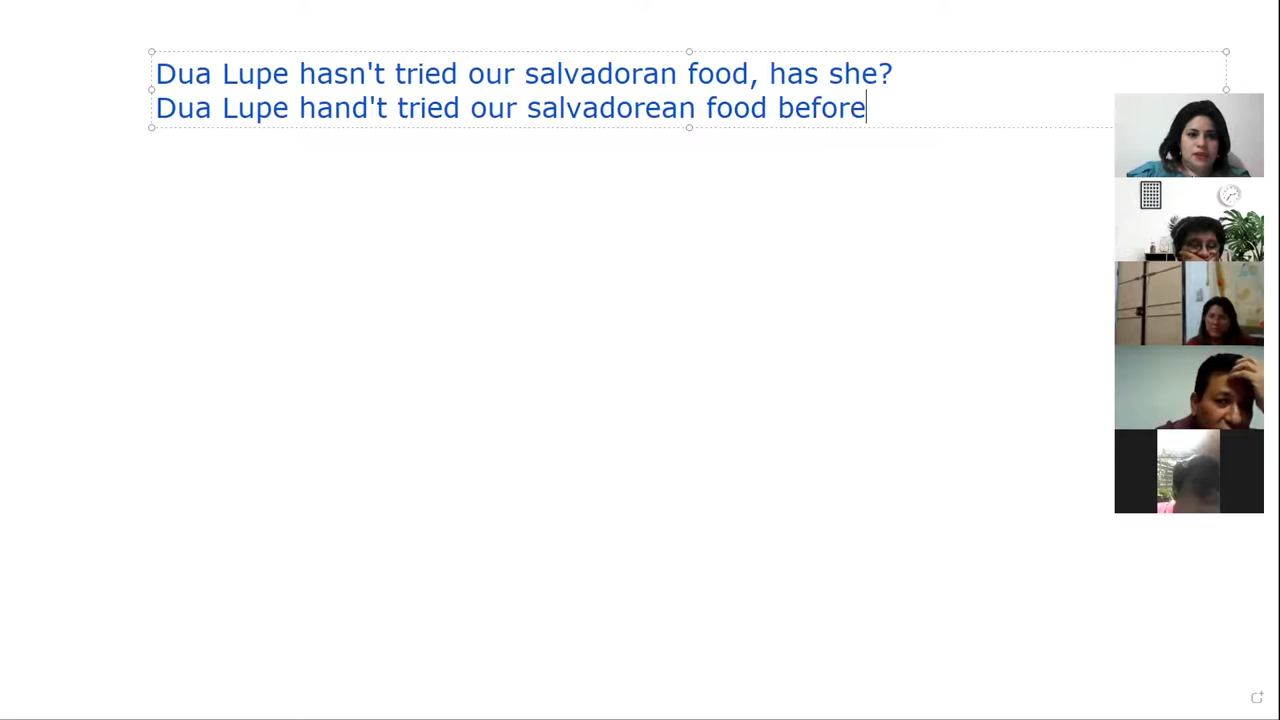 Dua Lupe hasn't tried our salvadoran food, has she?
Dua Lupe hand't tried our salvadorean food before